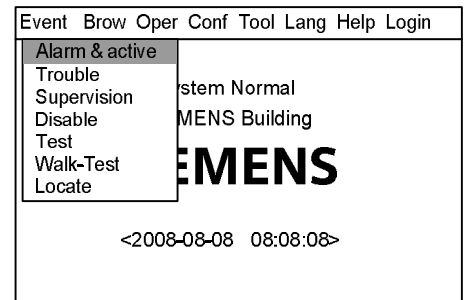 Event Brow Oper Conf Tool Lang Help Login
Alarm & active
Trouble
Supervision
Disable
Test
Walk-Test
Locate
stem Normal
MENS Building
EMENS
<2008-08-08 08:08:08>